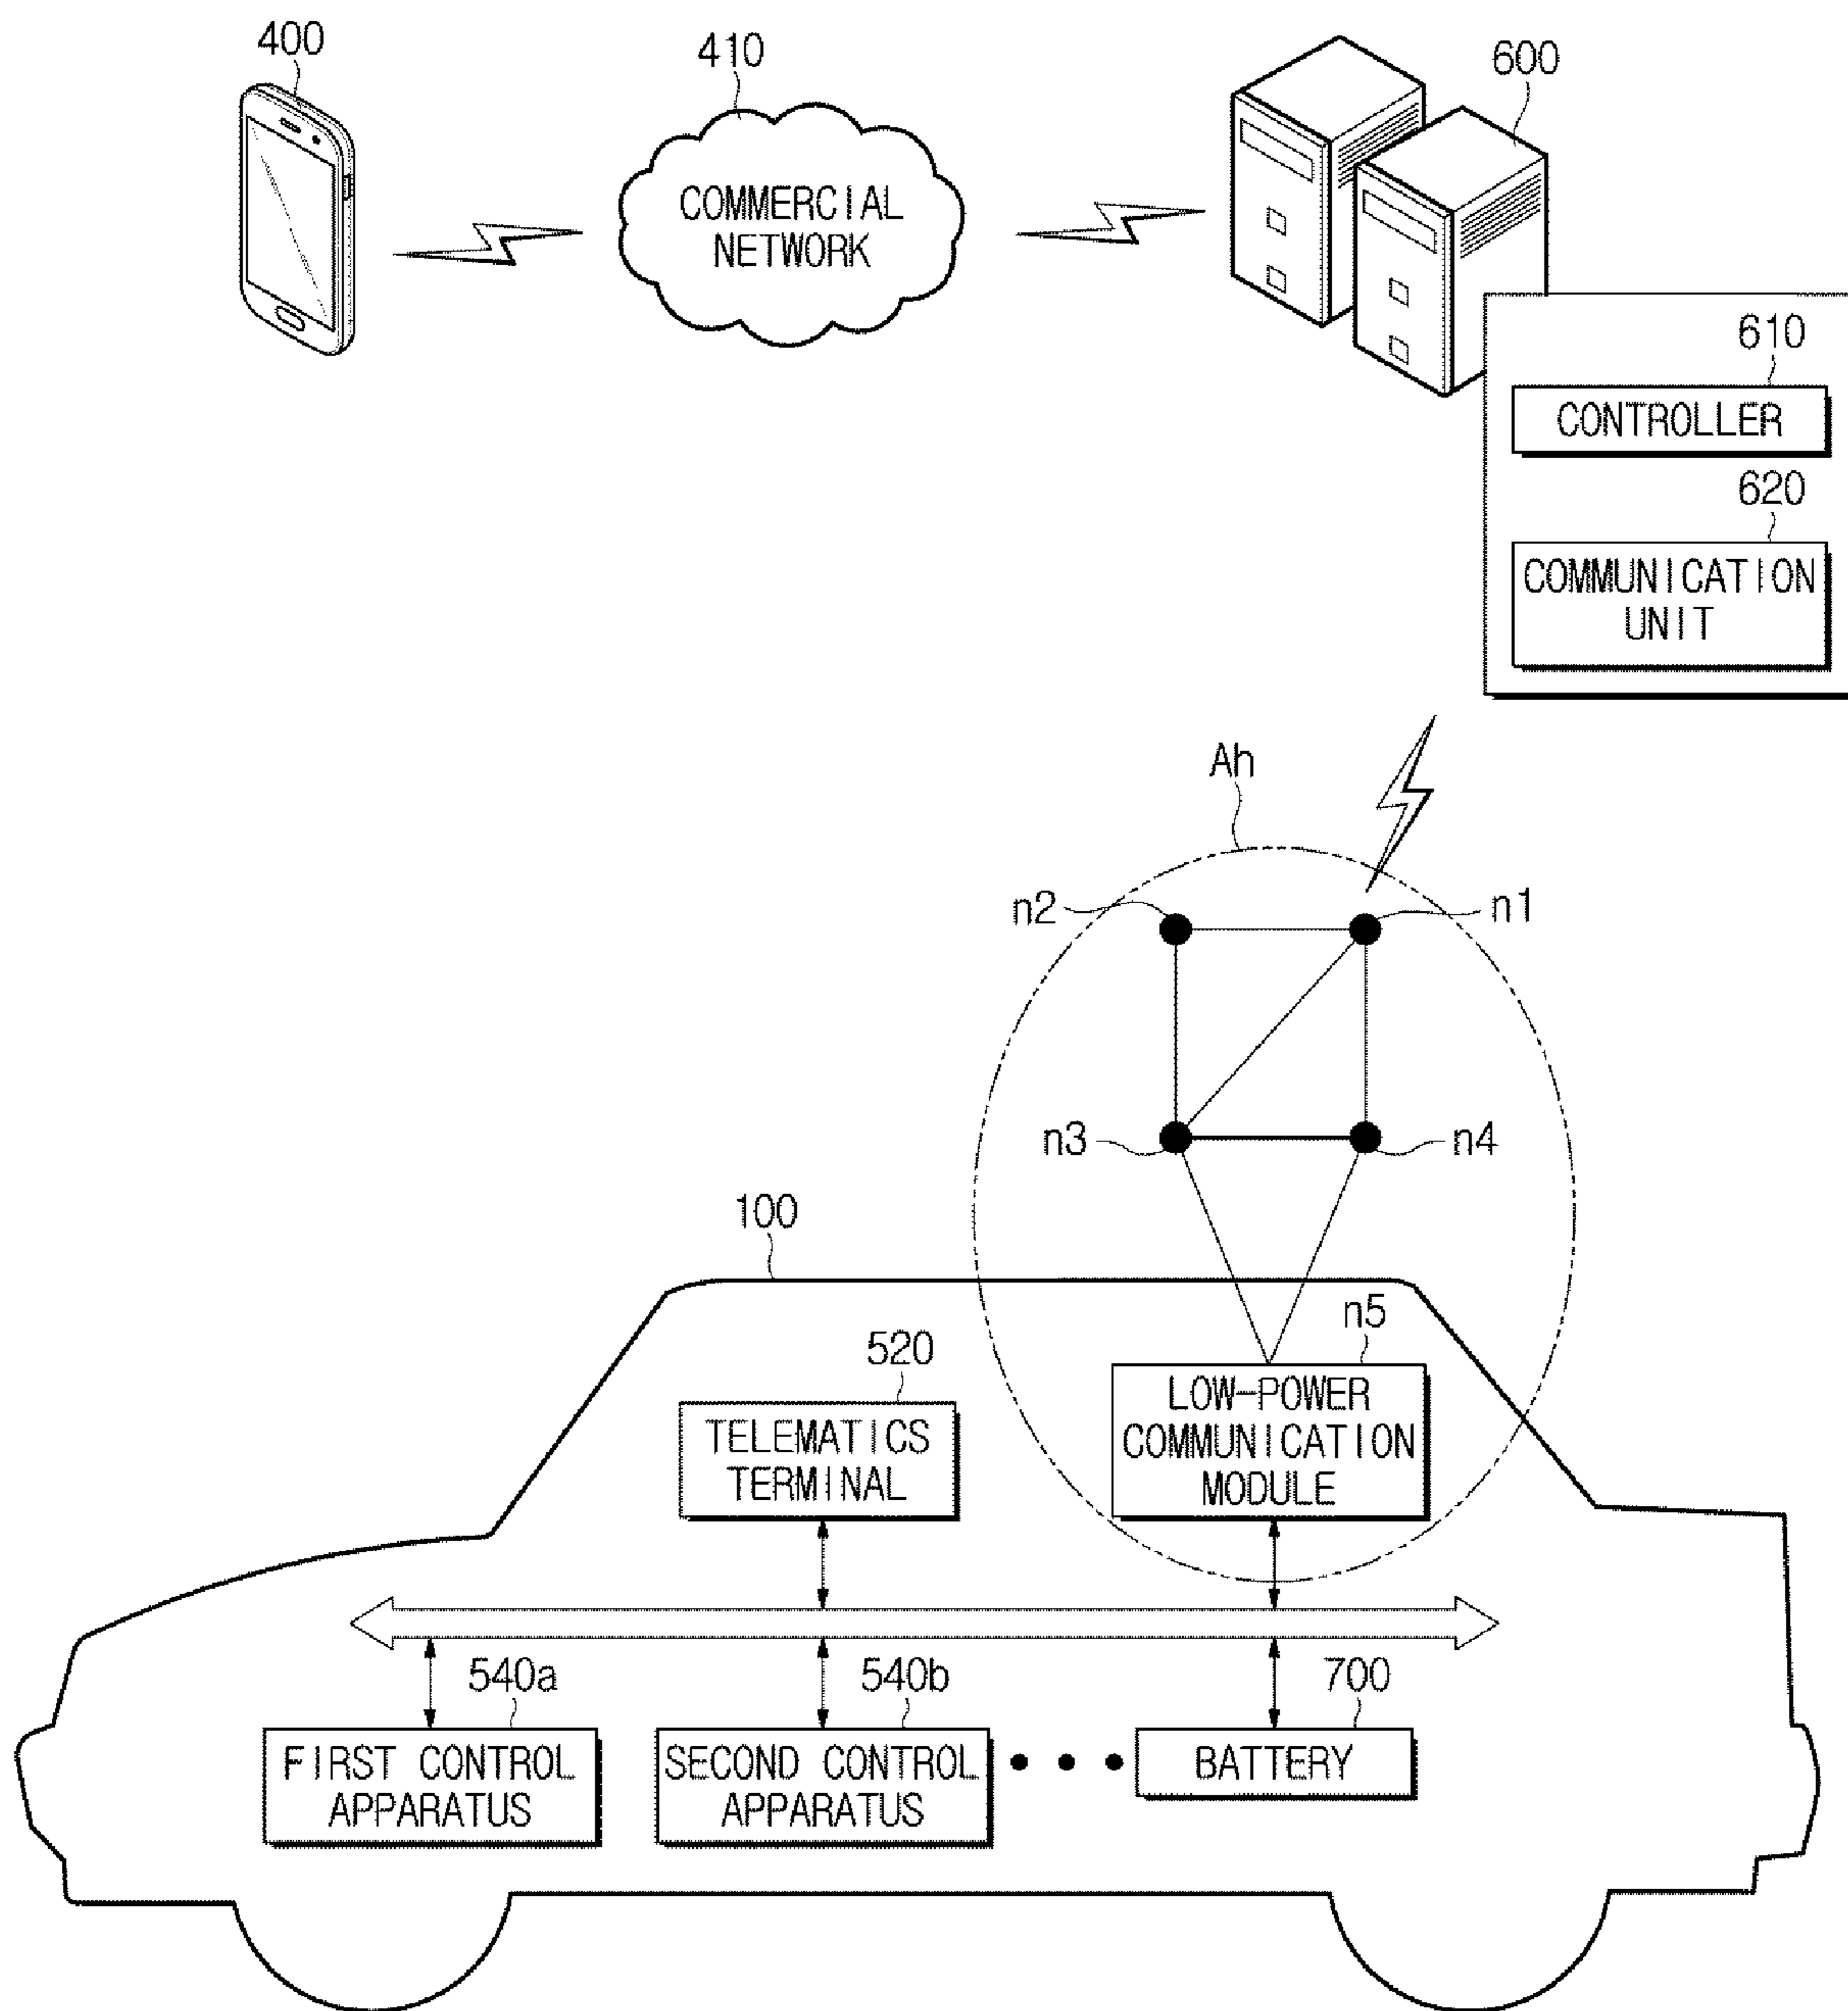 400
410
600
COMMERCIAL
NETWORK
610
CONTROLLER
620
COMMUNICATION
UNIT
Ah
n2
n1
n3
n4
100
n5
520
TELEMATICS
TERMINAL
LOW-POWER
COMMUNICATION
MODULE
540a
540b
700
FIRST CONTROL
APPARATUS
SECOND CONTROL
APPARATUS
BATTERY